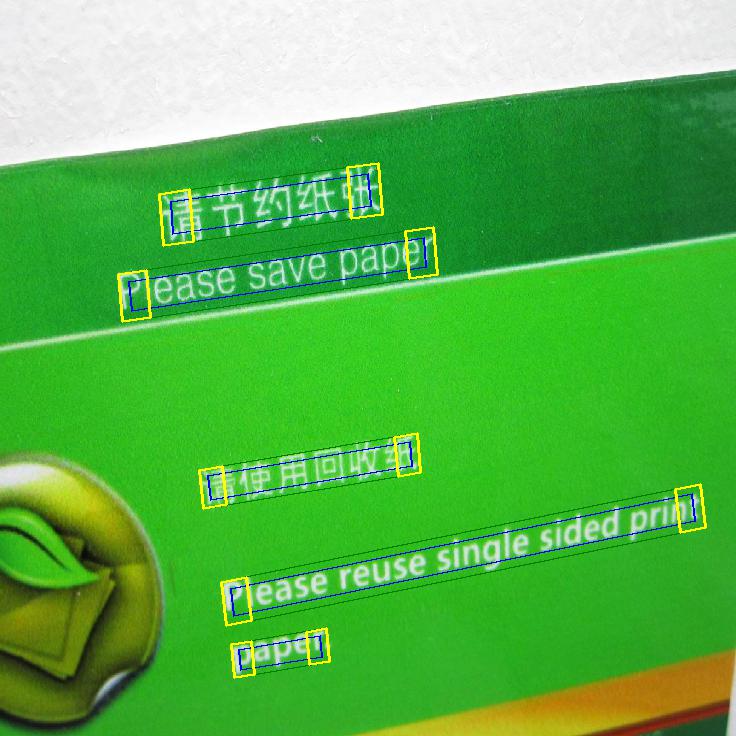 请节约纸张
Please save paper
请使用回收纸
Please reuse single sided print
paper